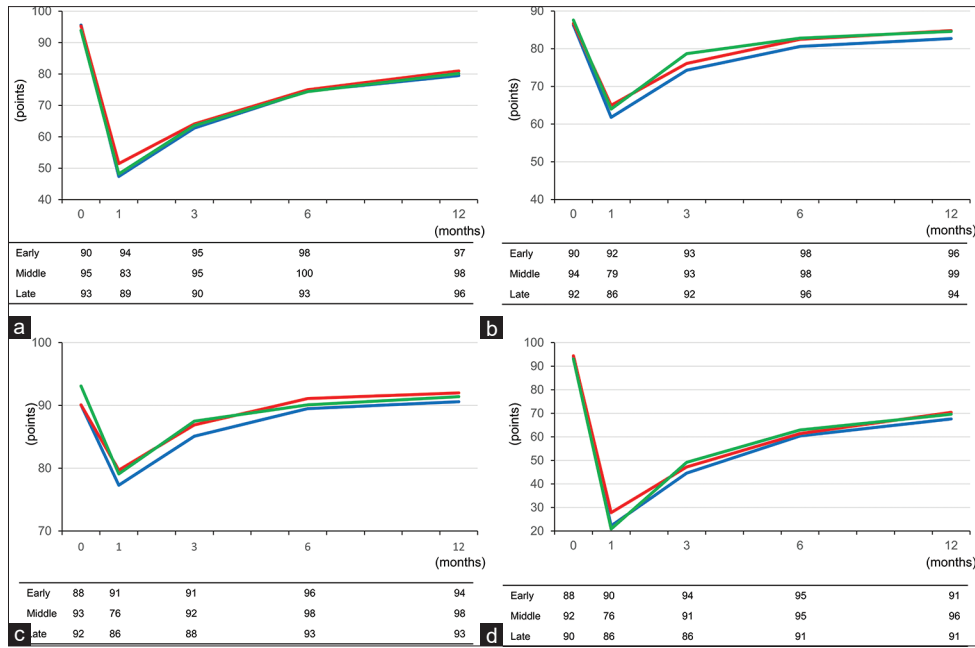 100
90
80
70
60
50
40
(points)
0 1 3 6 12
(months)
Early 90 94 95 98 97
Middle 95 83 95 100 98
Late 93 89 90 93 96
a
90
80
70
60
50
40
(points)
0 1 3 6 12
(months)
Early 90 92 93 98 96
Middle 94 79 93 98 99
Late 92 86 92 96 94
b
100
90
80
70
(points)
0 1 3 6 12
(months)
Early 88 91 91 96 94
Middle 93 76 92 98 98
Late 92 86 88 93 93
c
100
90
80
70
60
50
40
30
20
(points)
0 1 3 6 12
(months)
Early 88 90 94 95 91
Middle 92 76 91 95 96
Late 90 86 86 91 91
d